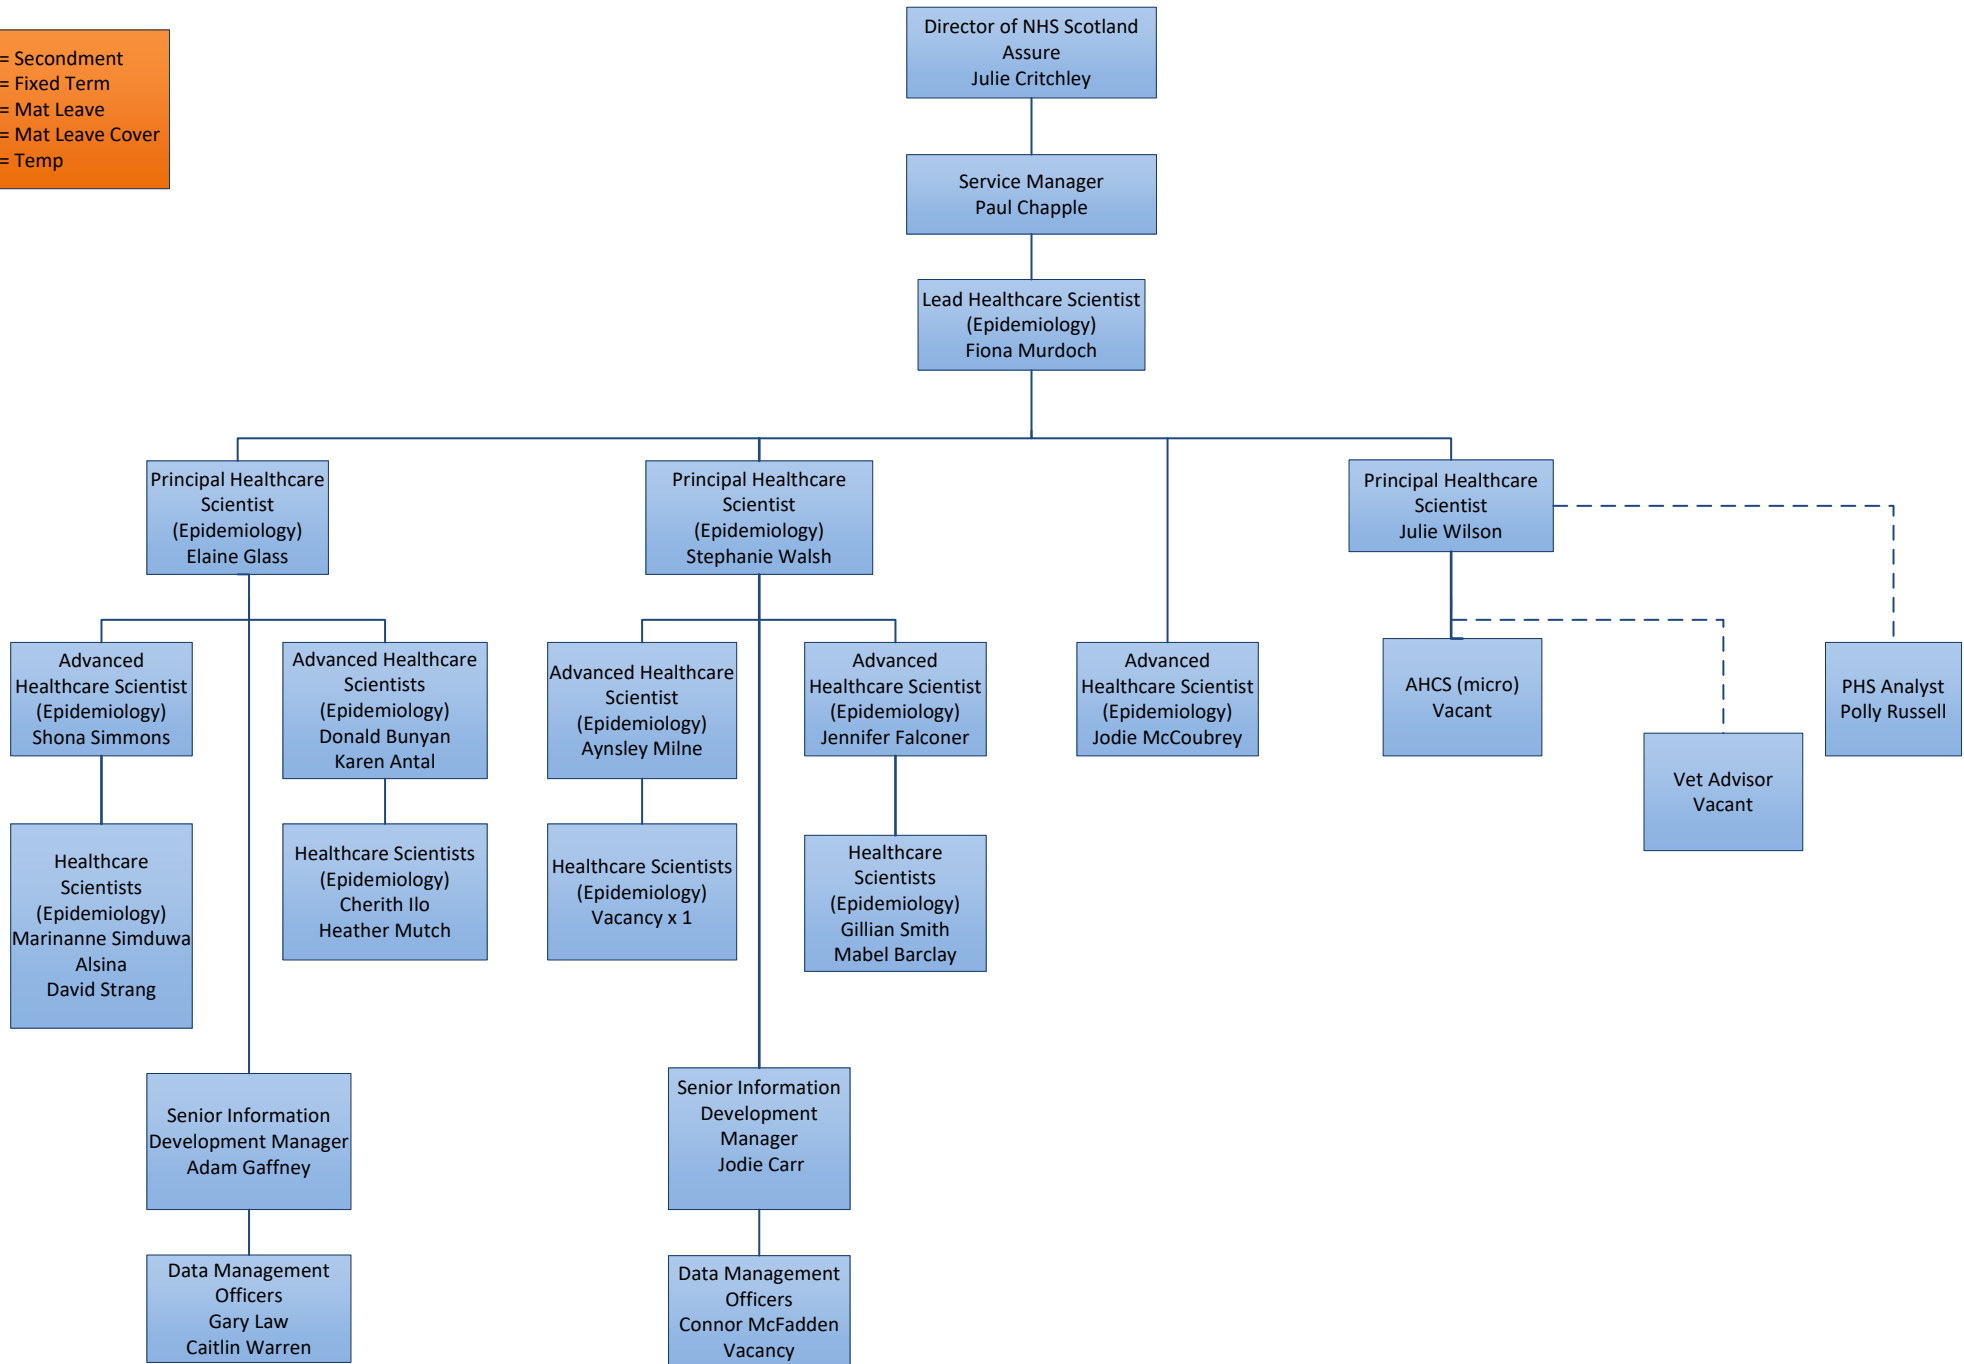 = Secondment
= Fixed Term
= Mat Leave
= Mat Leave Cover
= Temp
Director of NHS Scotland
Assure
Julie Critchley
Service Manager
Paul Chapple
Lead Healthcare Scientist
(Epidemiology)
Fiona Murdoch
Principal Healthcare
Scientist
(Epidemiology)
Elaine Glass
Principal Healthcare
Scientist
(Epidemiology)
Stephanie Walsh
Principal Healthcare
Scientist
Julie Wilson
Advanced
Healthcare Scientist
(Epidemiology)
Shona Simmons
Advanced Healthcare
Scientists
(Epidemiology)
Donald Bunyan
Karen Antal
Advanced Healthcare
Scientist
(Epidemiology)
Aynsley Milne
Advanced
Healthcare Scientist
(Epidemiology)
Jennifer Falconer
Advanced
Healthcare Scientist
(Epidemiology)
Jodie McCoubrey
AHCS (micro)
Vacant
Vet Advisor
Vacant
PHS Analyst
Polly Russell
Healthcare
Scientists
(Epidemiology)
Marinanne Simduwa
Alsina
David Strang
Healthcare Scientists
(Epidemiology)
Cherith Ilo
Heather Mutch
Healthcare Scientists
(Epidemiology)
Vacancy x 1
Healthcare
Scientists
(Epidemiology)
Gillian Smith
Mabel Barclay
Senior Information
Development Manager
Adam Gaffney
Senior Information
Development
Manager
Jodie Carr
Data Management
Officers
Gary Law
Caitlin Warren
Data Management
Officers
Connor McFadden
Vacancy